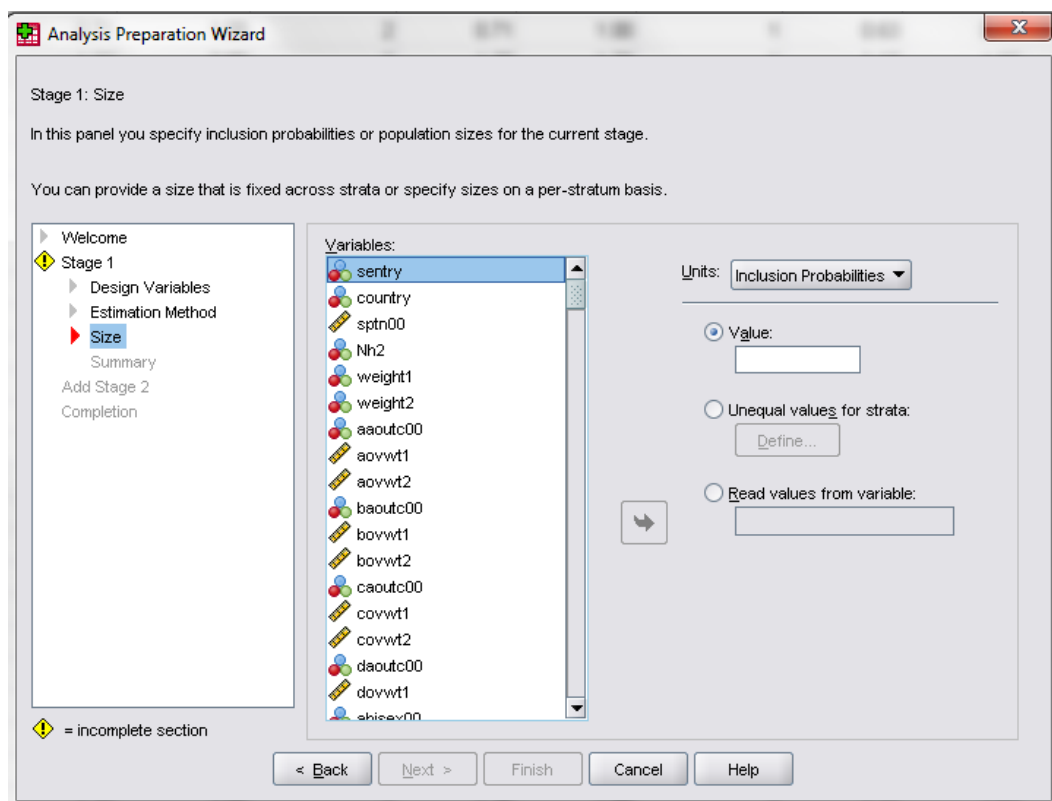 Analysis Preparation Wizard
Stage 1: Size
In this panel you specify inclusion probabilities or population sizes for the current stage.
You can provide a size that is fixed across strata or specify sizes on a per-stratum basis.
Welcome
Stage 1
Design Variables
Estimation Method
Size
Summary
Add Stage 2
Completion
= incomplete section
Variables:
sentry
country
sptn00
Nh2
weight1
weight2
aaoutc00
aovwt1
aovwt2
baoutc00
bovwt1
bovwt2
caoutc00
covwt1
covwt2
daoutc00
dovwt1
ahisex00
Units: Inclusion Probabilities
Value:
Unequal values for strata:
Define...
Read values from variable:
< Back Next > Finish Cancel Help